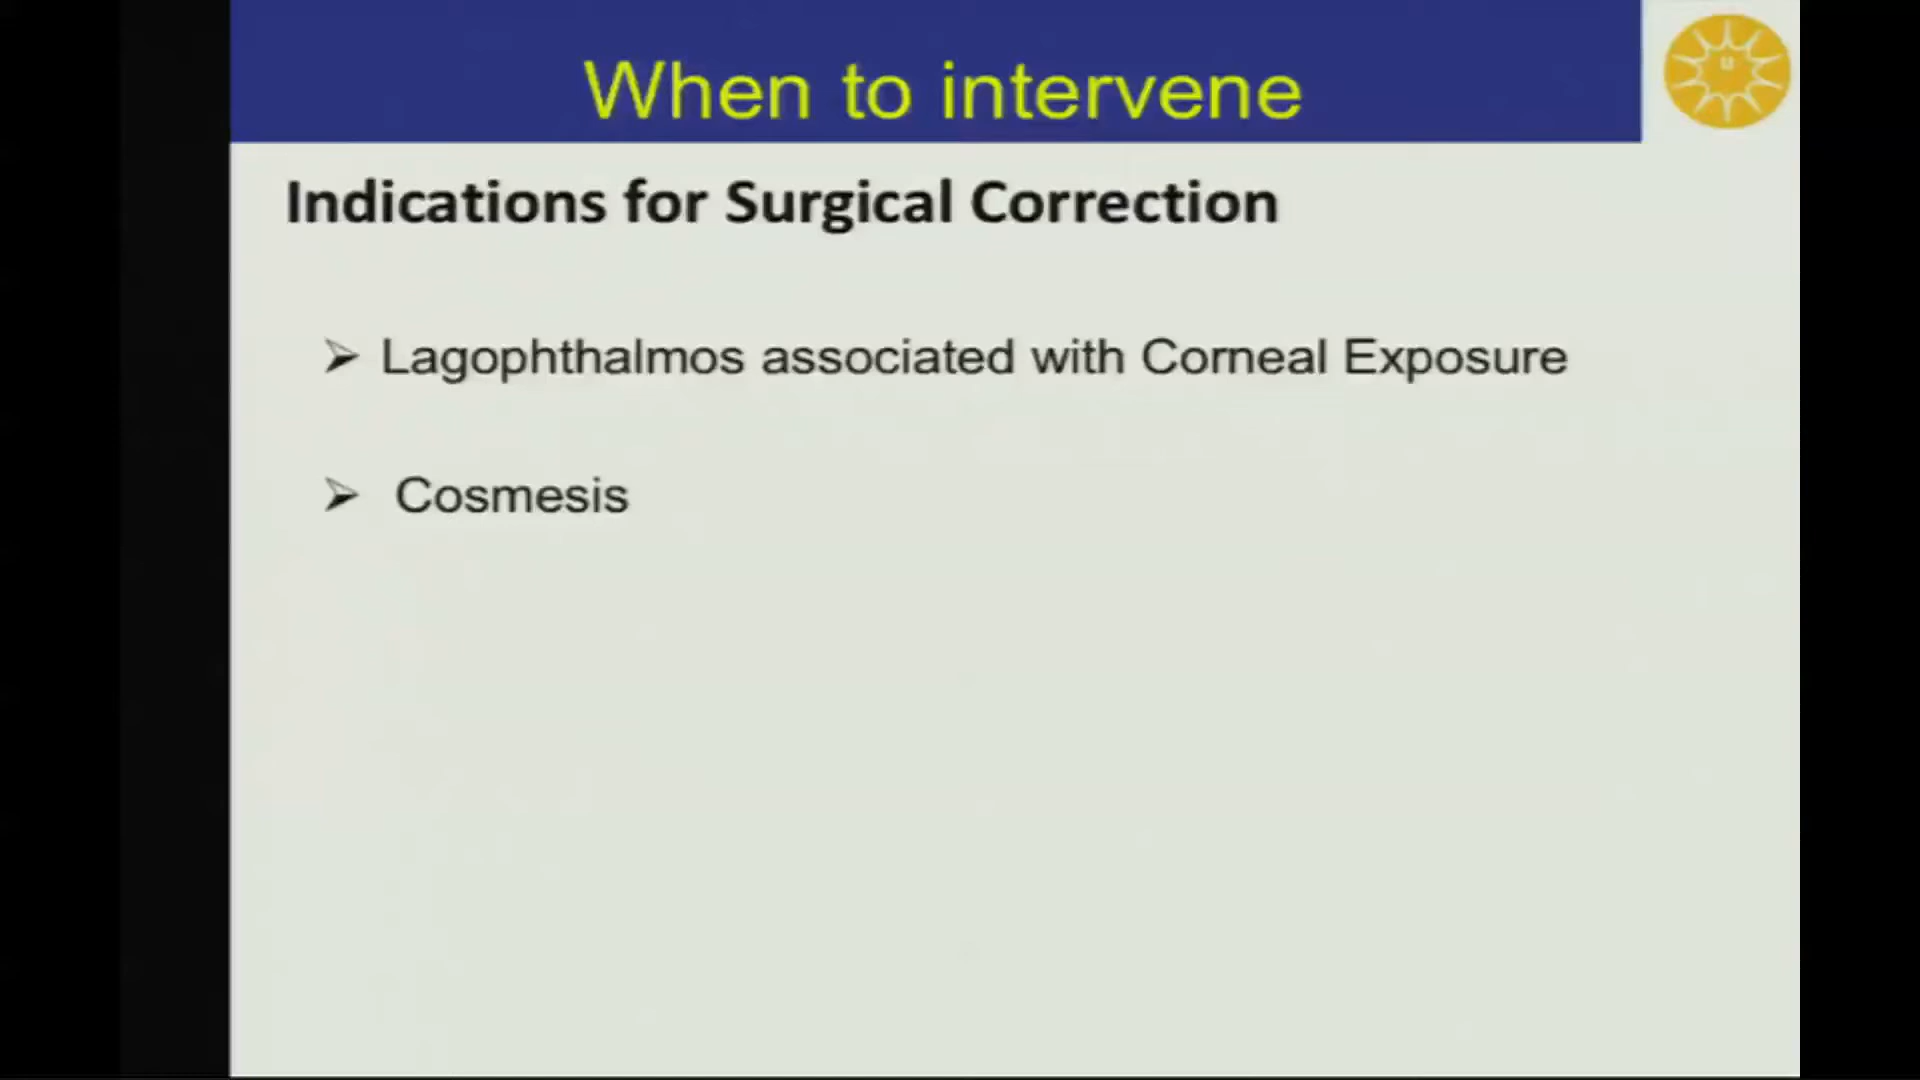 When to intervene
Indications for Surgical Correction
➢ Lagophthalmos associated with Corneal Exposure
➢ Cosmesis